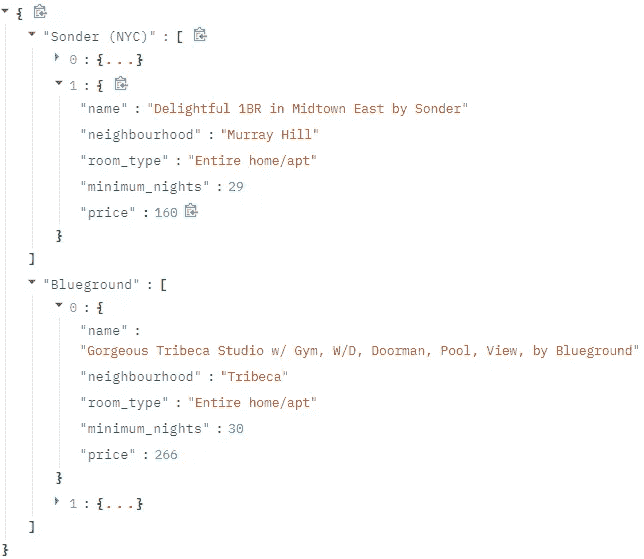 {
"Sonder (NYC)" : [
0 : {...}
1 : {
"name" : "Delightful 1BR in Midtown East by Sonder"
"neighbourhood" : "Murray Hill"
"room_type" : "Entire home/apt"
"minimum_nights" : 29
"price" : 160
}
]
"Blueground" : [
0 : {
"name" :
"Gorgeous Tribeca Studio w/ Gym, W/D, Doorman, Pool, View, by Blueground"
"neighbourhood" : "Tribeca"
"room_type" : "Entire home/apt"
"minimum_nights" : 30
"price" : 266
}
1 : {...}
]
}